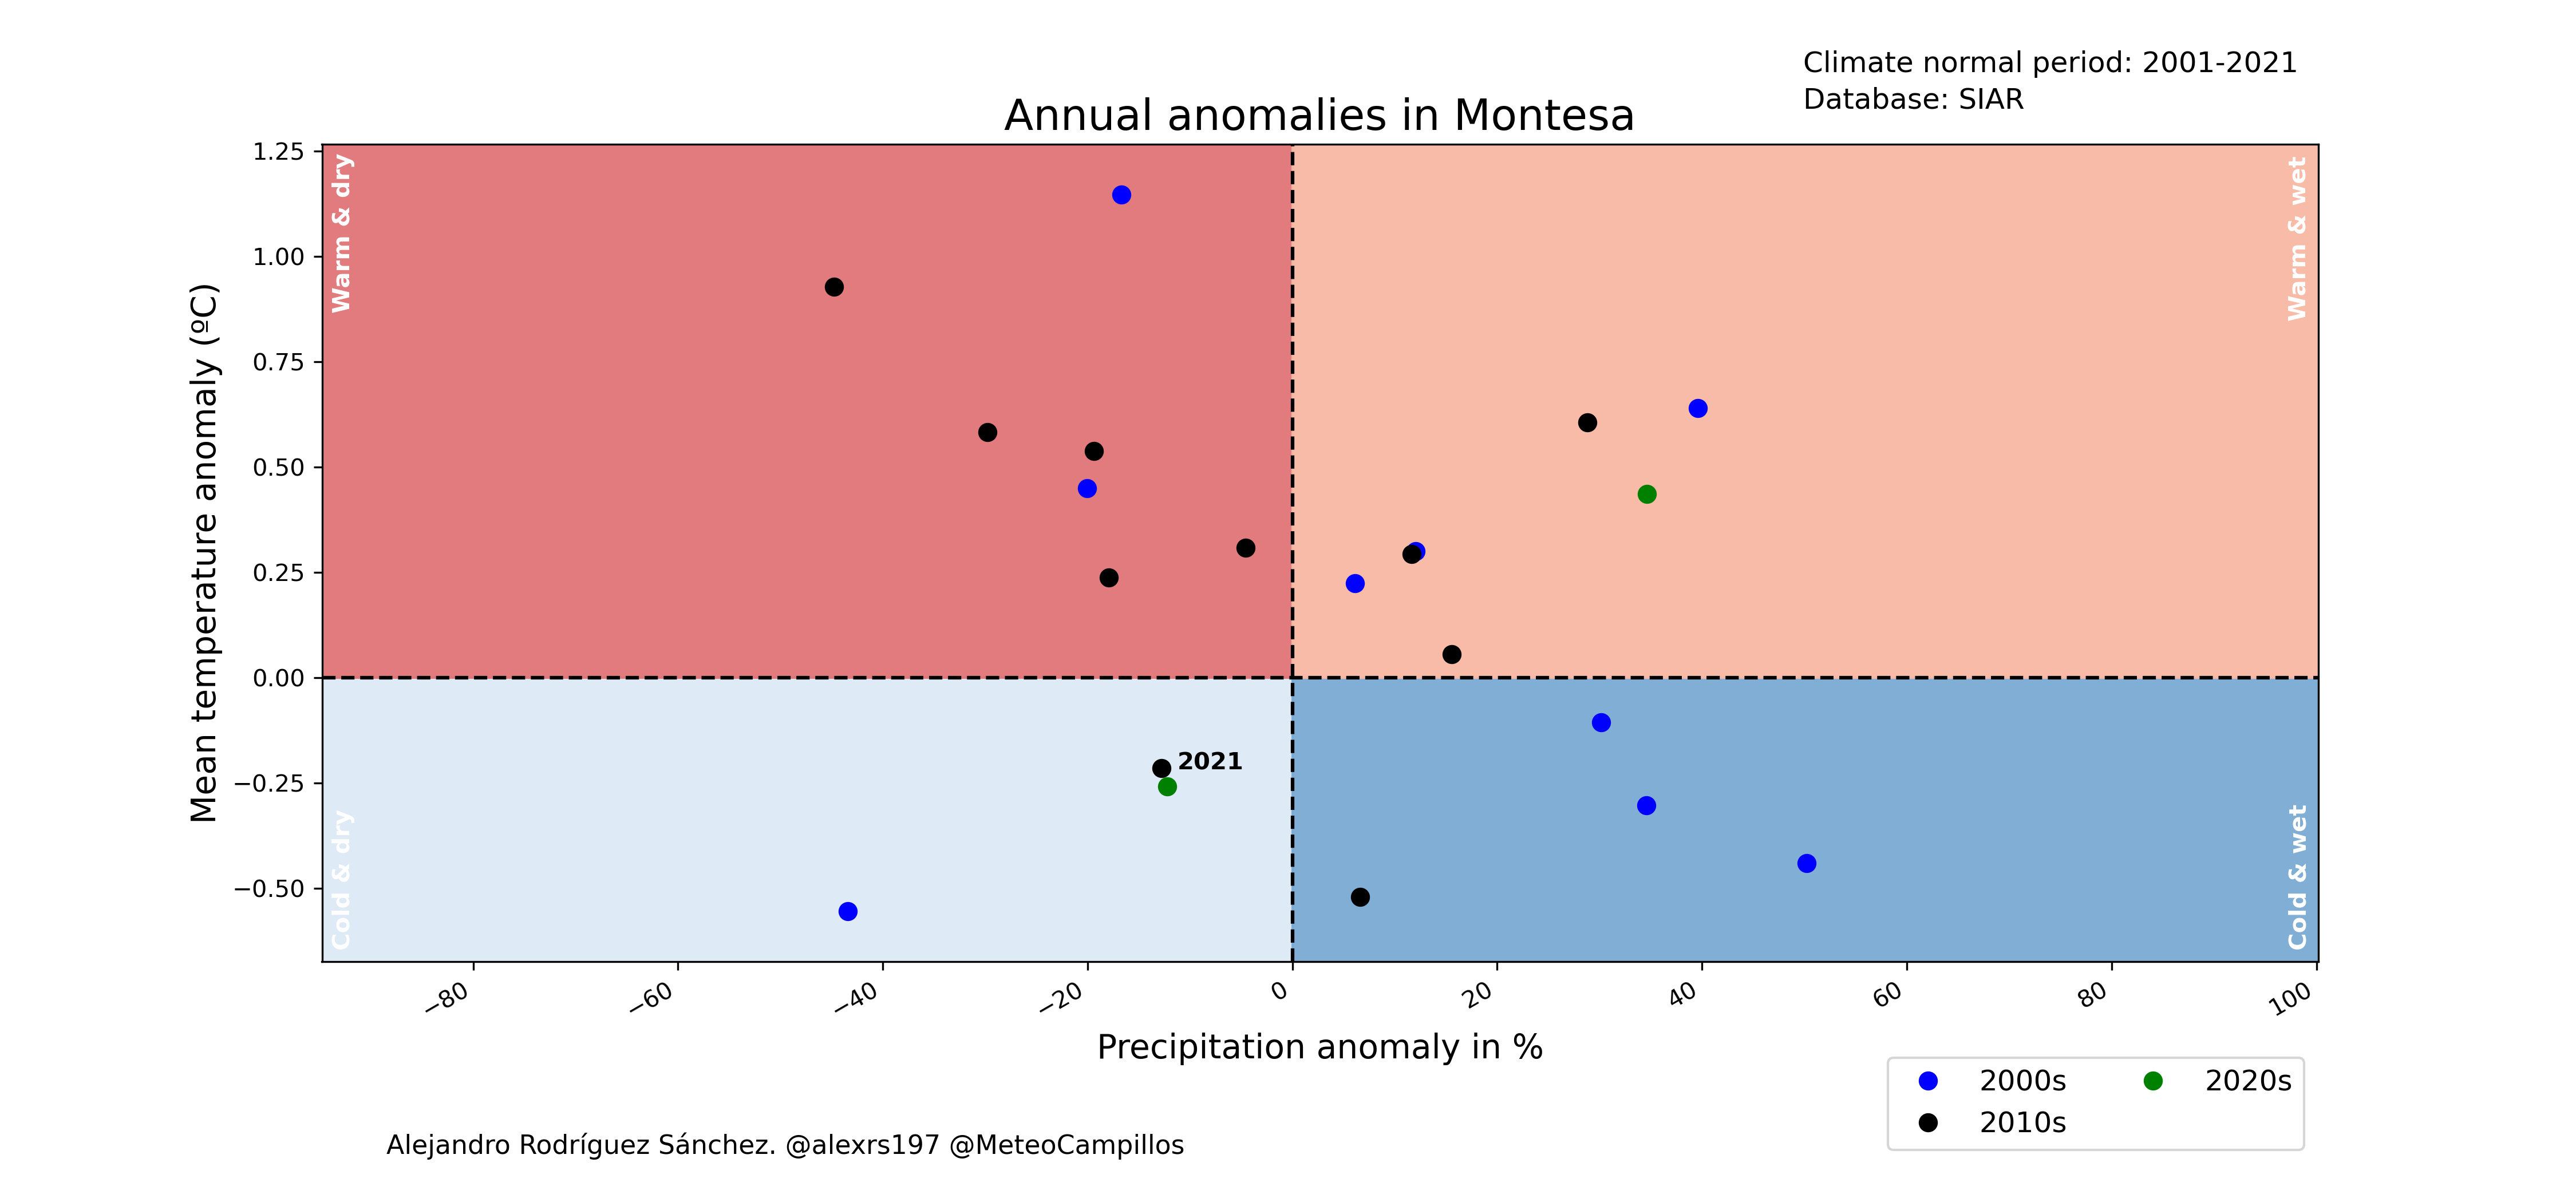 Climate normal period: 2001-2021
Database: SIAR
Annual anomalies in Montesa
Warm & dry
Warm & wet
1.25
1.00
0.75
0.50
0.25
0.00
−0.25
−0.50
Mean temperature anomaly (ºC)
2021
Cold & dry
Cold & wet
−80 −60 −40 −20 0 20 40 60 80 100
Precipitation anomaly in %
2000s 2020s
2010s
Alejandro Rodríguez Sánchez. @alexrs197 @MeteoCampillos